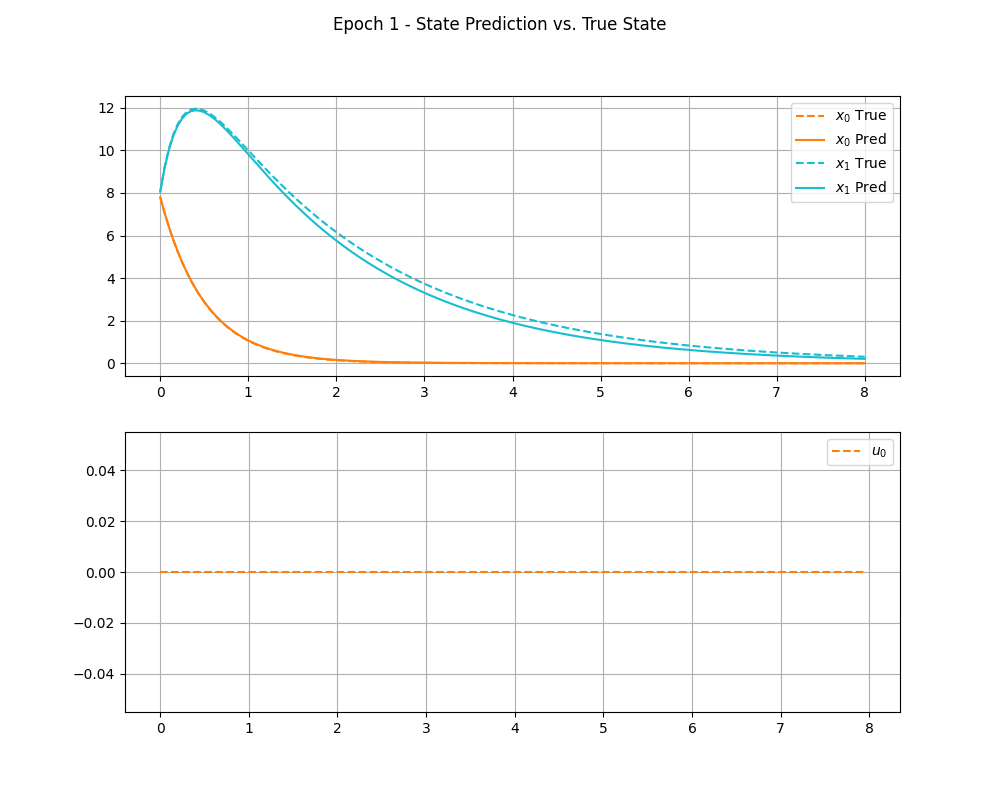 Epoch 1 - State Prediction vs. True State
12
10
8
6
4
2
0
x₀ True
x₀ Pred
x₁ True
x₁ Pred
0 1 2 3 4 5 6 7 8
0.04
0.02
0.00
−0.02
−0.04
u₀
0 1 2 3 4 5 6 7 8